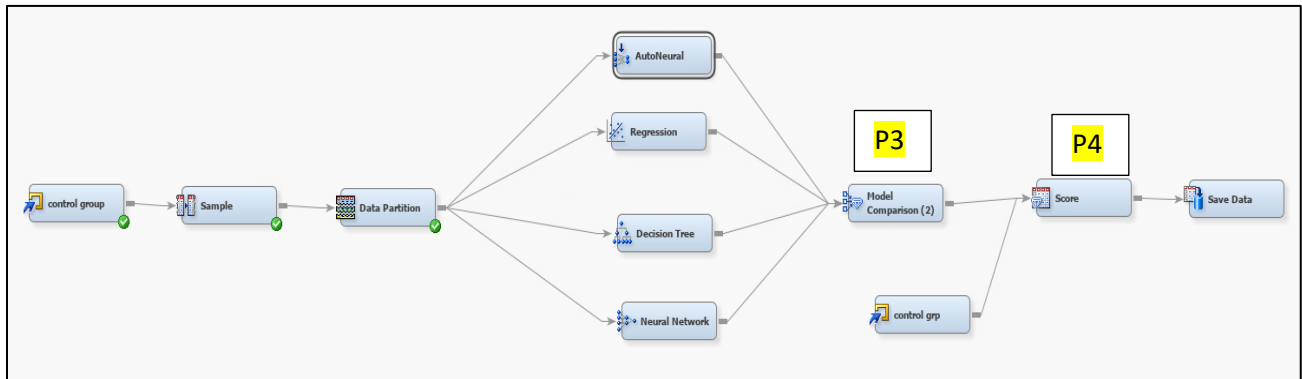 AutoNeural
Regression
P3
P4
control group
Sample
Data Partition
Model
Comparison (2)
Score
Save Data
Decision Tree
Neural Network
control grp